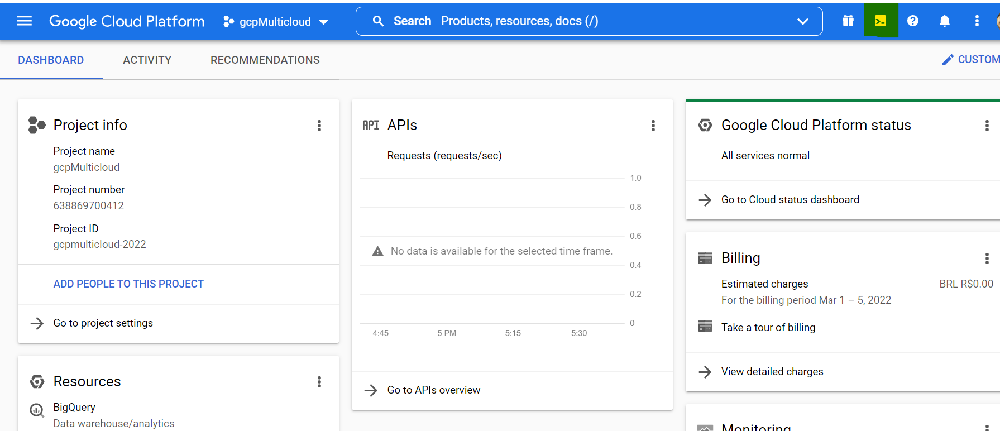 Google Cloud Platform gcpMulticloud Search Products, resources, docs (/)
DASHBOARD ACTIVITY RECOMMENDATIONS CUSTOM
Project info
Project name
gcpMulticloud
Project number
638869700412
Project ID
gcpmulticloud-2022
ADD PEOPLE TO THIS PROJECT
Go to project settings
Resources
BigQuery
Data warehouse/analytics
API APIs
Requests (requests/sec)
1.0
0.8
0.6
No data is available for the selected time frame.
0.4
0.2
0
4:45 5 PM 5:15 5:30
Go to APIs overview
Google Cloud Platform status
All services normal
Go to Cloud status dashboard
Billing
Estimated charges BRL R$0.00
For the billing period Mar 1 – 5, 2022
Take a tour of billing
View detailed charges
Monitoring